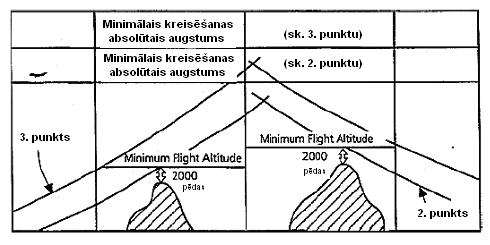 Minimālais kreisēšanas
absolūtais augstums
(sk. 3. punktu)
Minimālais kreisēšanas
absolūtais augstums
(sk. 2. punktu)
3. punkts
Minimum Flight Altitude
2000
pēdas
Minimum Flight Altitude
2000
pēdas
2. punkts